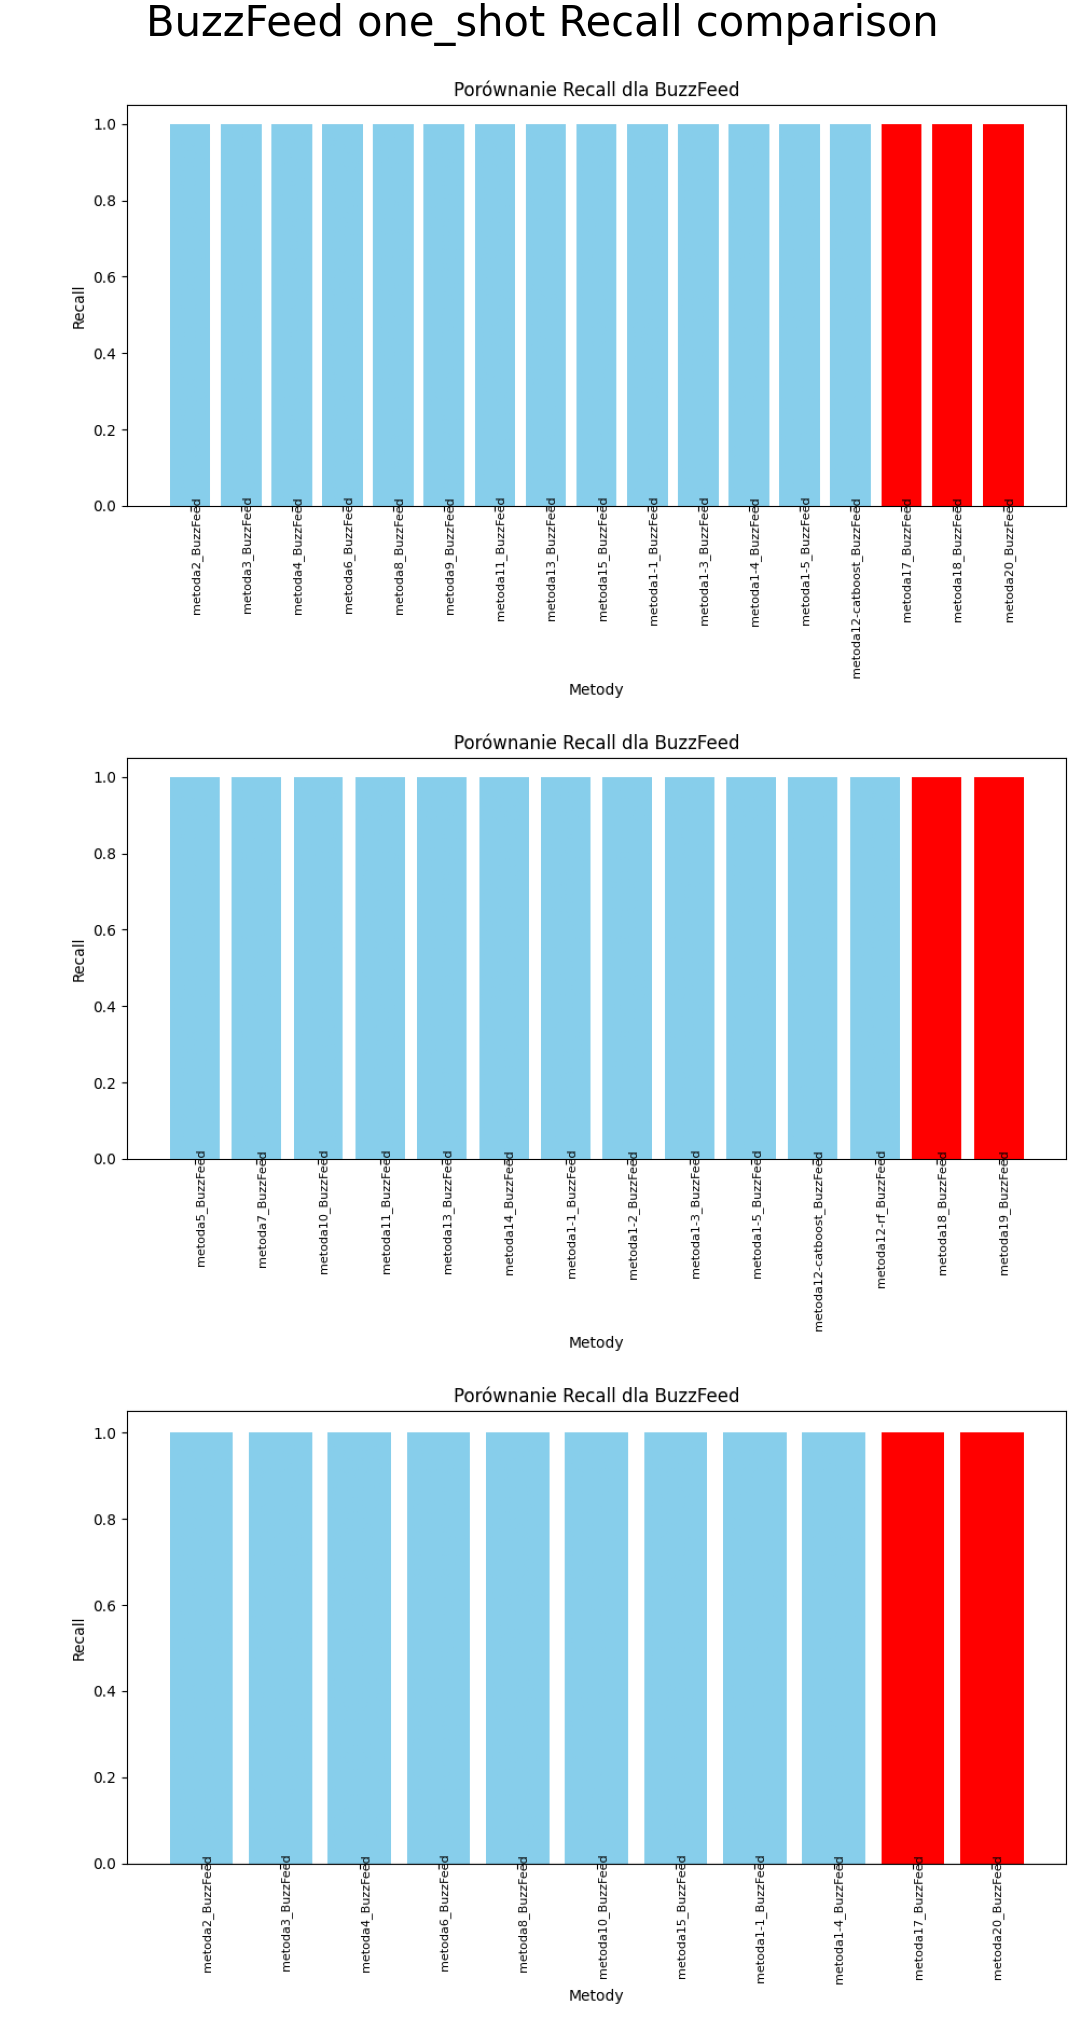 BuzzFeed one_shot Recall comparison
Porównanie Recall dla BuzzFeed
1.0
0.8
0.6
0.4
0.2
0.0
Recall
metoda2_BuzzFeed
metoda3_BuzzFeed
metoda4_BuzzFeed
metoda6_BuzzFeed
metoda8_BuzzFeed
metoda9_BuzzFeed
metoda11_BuzzFeed
metoda13_BuzzFeed
metoda15_BuzzFeed
metoda1-1_BuzzFeed
metoda1-3_BuzzFeed
metoda1-4_BuzzFeed
metoda1-5_BuzzFeed
metoda12-catboost_BuzzFeed
metoda17_BuzzFeed
metoda18_BuzzFeed
metoda20_BuzzFeed
Metody
Porównanie Recall dla BuzzFeed
1.0
0.8
0.6
0.4
0.2
0.0
Recall
metoda5_BuzzFeed
metoda7_BuzzFeed
metoda10_BuzzFeed
metoda11_BuzzFeed
metoda13_BuzzFeed
metoda14_BuzzFeed
metoda1-1_BuzzFeed
metoda1-2_BuzzFeed
metoda1-3_BuzzFeed
metoda1-5_BuzzFeed
metoda12-catboost_BuzzFeed
metoda12-rf_BuzzFeed
metoda18_BuzzFeed
metoda19_BuzzFeed
Metody
Porównanie Recall dla BuzzFeed
1.0
0.8
0.6
0.4
0.2
0.0
Recall
metoda2_BuzzFeed
metoda3_BuzzFeed
metoda4_BuzzFeed
metoda6_BuzzFeed
metoda8_BuzzFeed
metoda10_BuzzFeed
metoda15_BuzzFeed
metoda1-1_BuzzFeed
metoda1-4_BuzzFeed
metoda17_BuzzFeed
metoda20_BuzzFeed
Metody